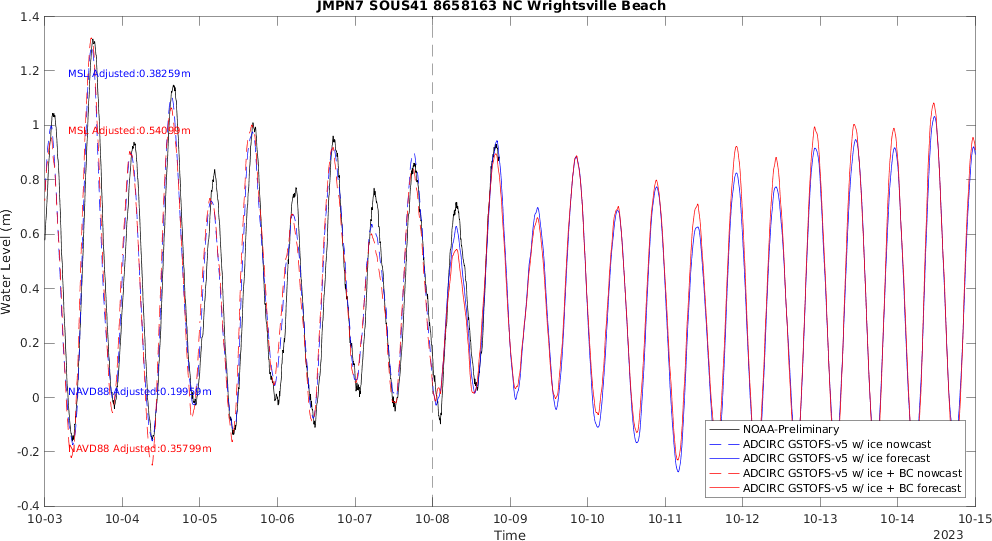 JMPN7 SOUS41 8658163 NC Wrightsville Beach
Water Level (m)
1.4
1.2
1
0.8
0.6
0.4
0.2
0
-0.2
-0.4
MSL Adjusted:0.38259m
MSL Adjusted:0.54099m
NAVD88 Adjusted:0.19959m
NAVD88 Adjusted:0.35799m
NOAA-Preliminary
ADCIRC GSTOFS-v5 w/ ice nowcast
ADCIRC GSTOFS-v5 w/ ice forecast
ADCIRC GSTOFS-v5 w/ ice + BC nowcast
ADCIRC GSTOFS-v5 w/ ice + BC forecast
10-03 10-04 10-05 10-06 10-07 10-08 10-09 10-10 10-11 10-12 10-13 10-14 10-15
Time
2023